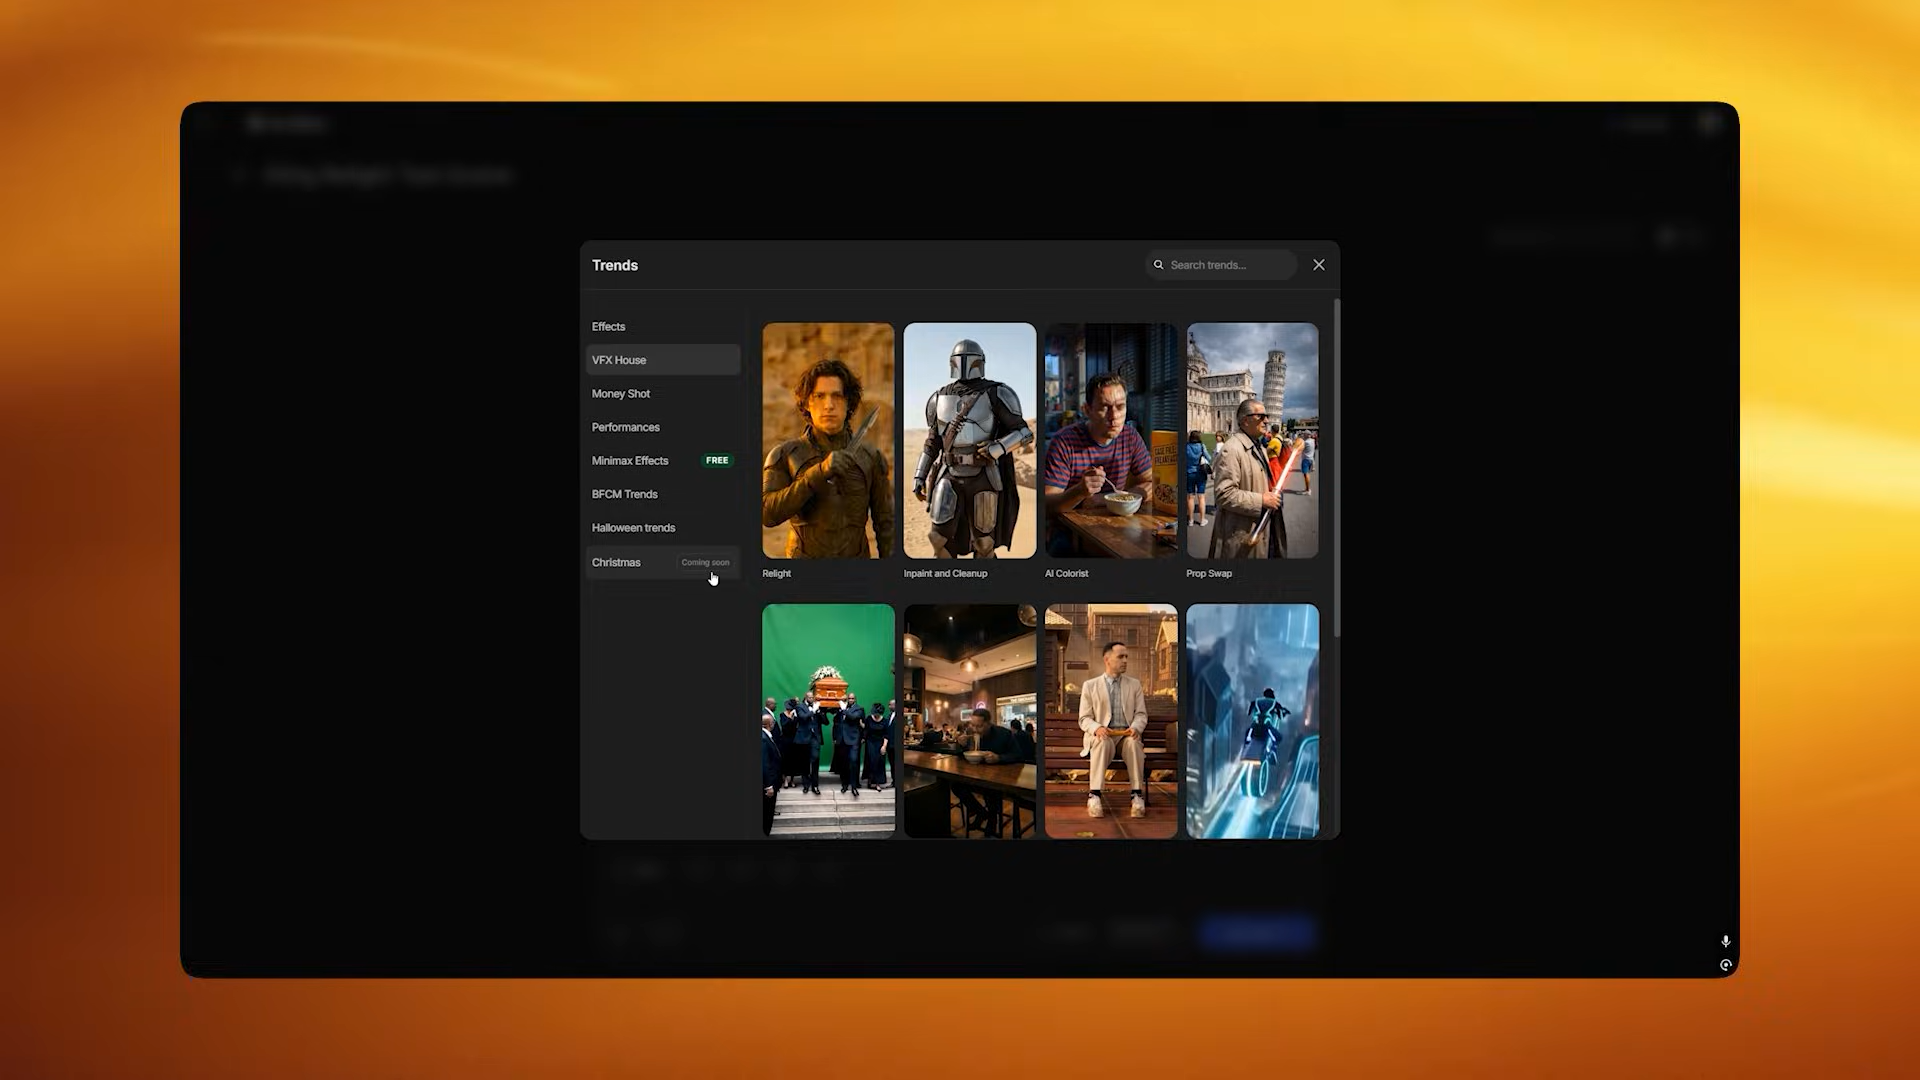 Trends
Search trends...
Effects
VFX House
Money Shot
Performances
Minimax Effects FREE
BFCM Trends
Halloween trends
Christmas Coming soon
Relight
Inpaint and Cleanup
AI Colorist
Prop Swap